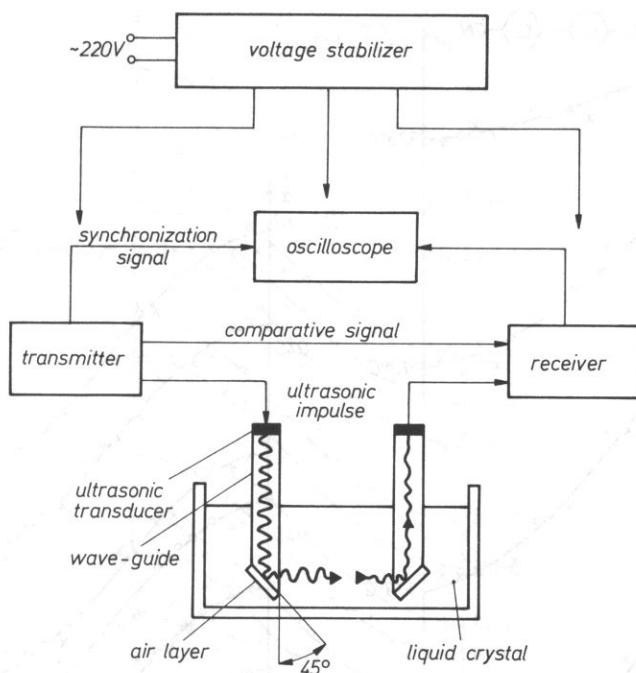 ~220V
voltage stabilizer
synchronization
signal
oscilloscope
transmitter
comparative signal
receiver
ultrasonic
impulse
ultrasonic
transducer
wave-guide
air layer
45°
liquid crystal